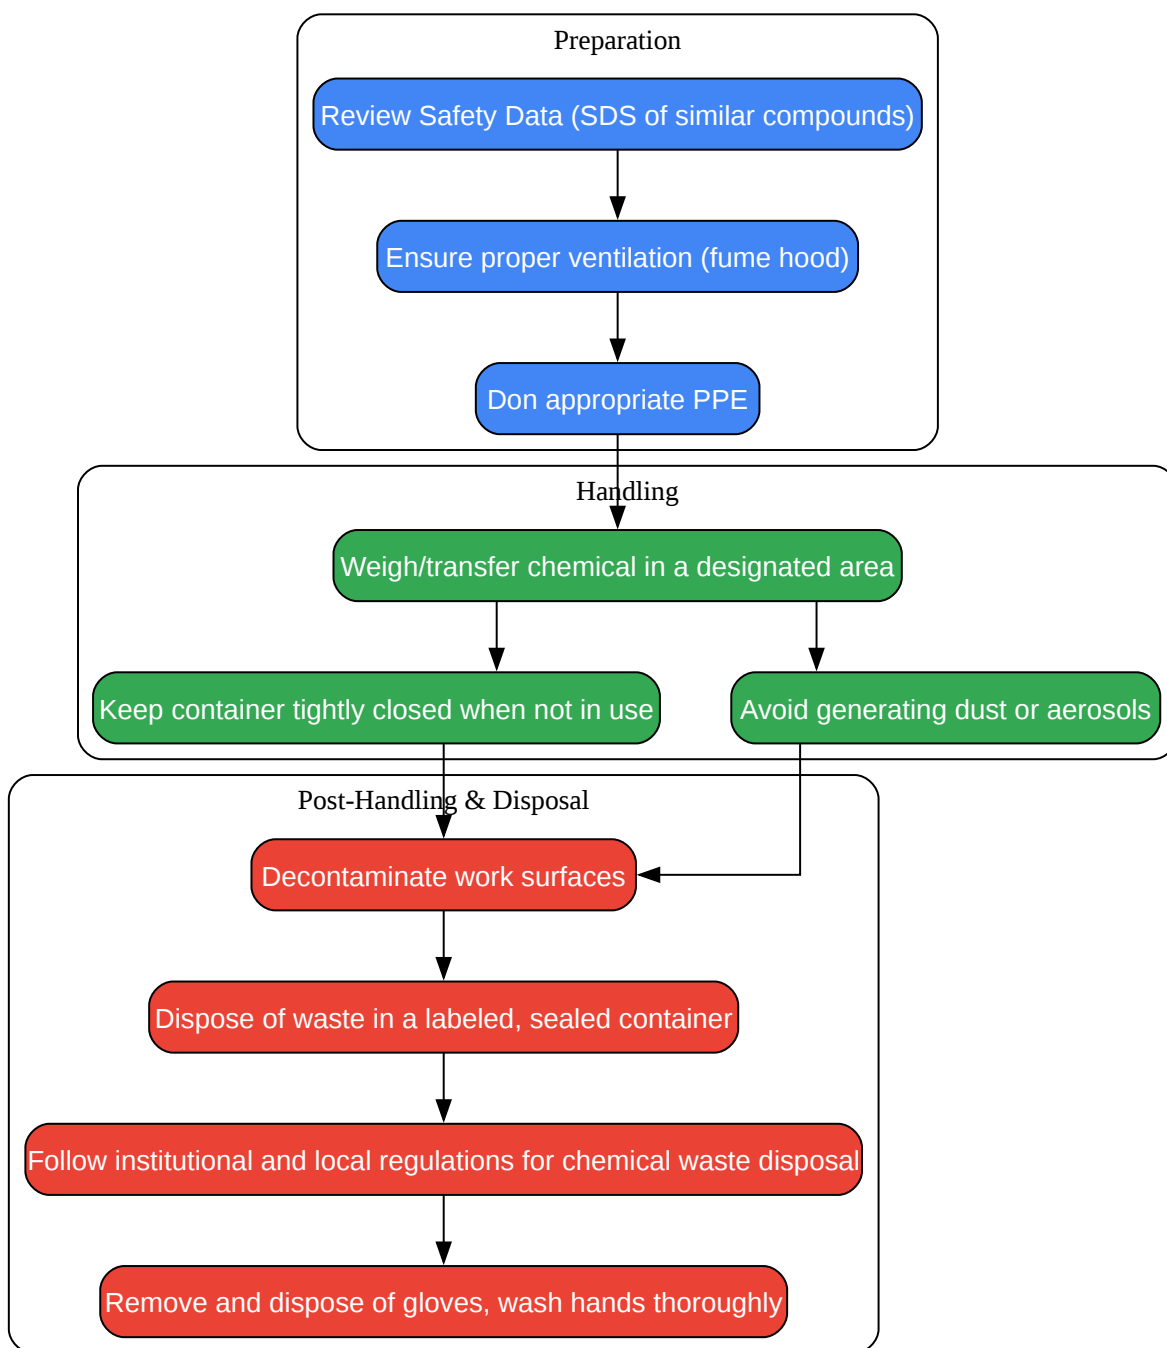 Preparation
Review Safety Data (SDS of similar compounds)
Ensure proper ventilation (fume hood)
Don appropriate PPE
Handling
Weigh/transfer chemical in a designated area
Keep container tightly closed when not in use
Avoid generating dust or aerosols
Post-Handling & Disposal
Decontaminate work surfaces
Dispose of waste in a labeled, sealed container
Follow institutional and local regulations for chemical waste disposal
Remove and dispose of gloves, wash hands thoroughly